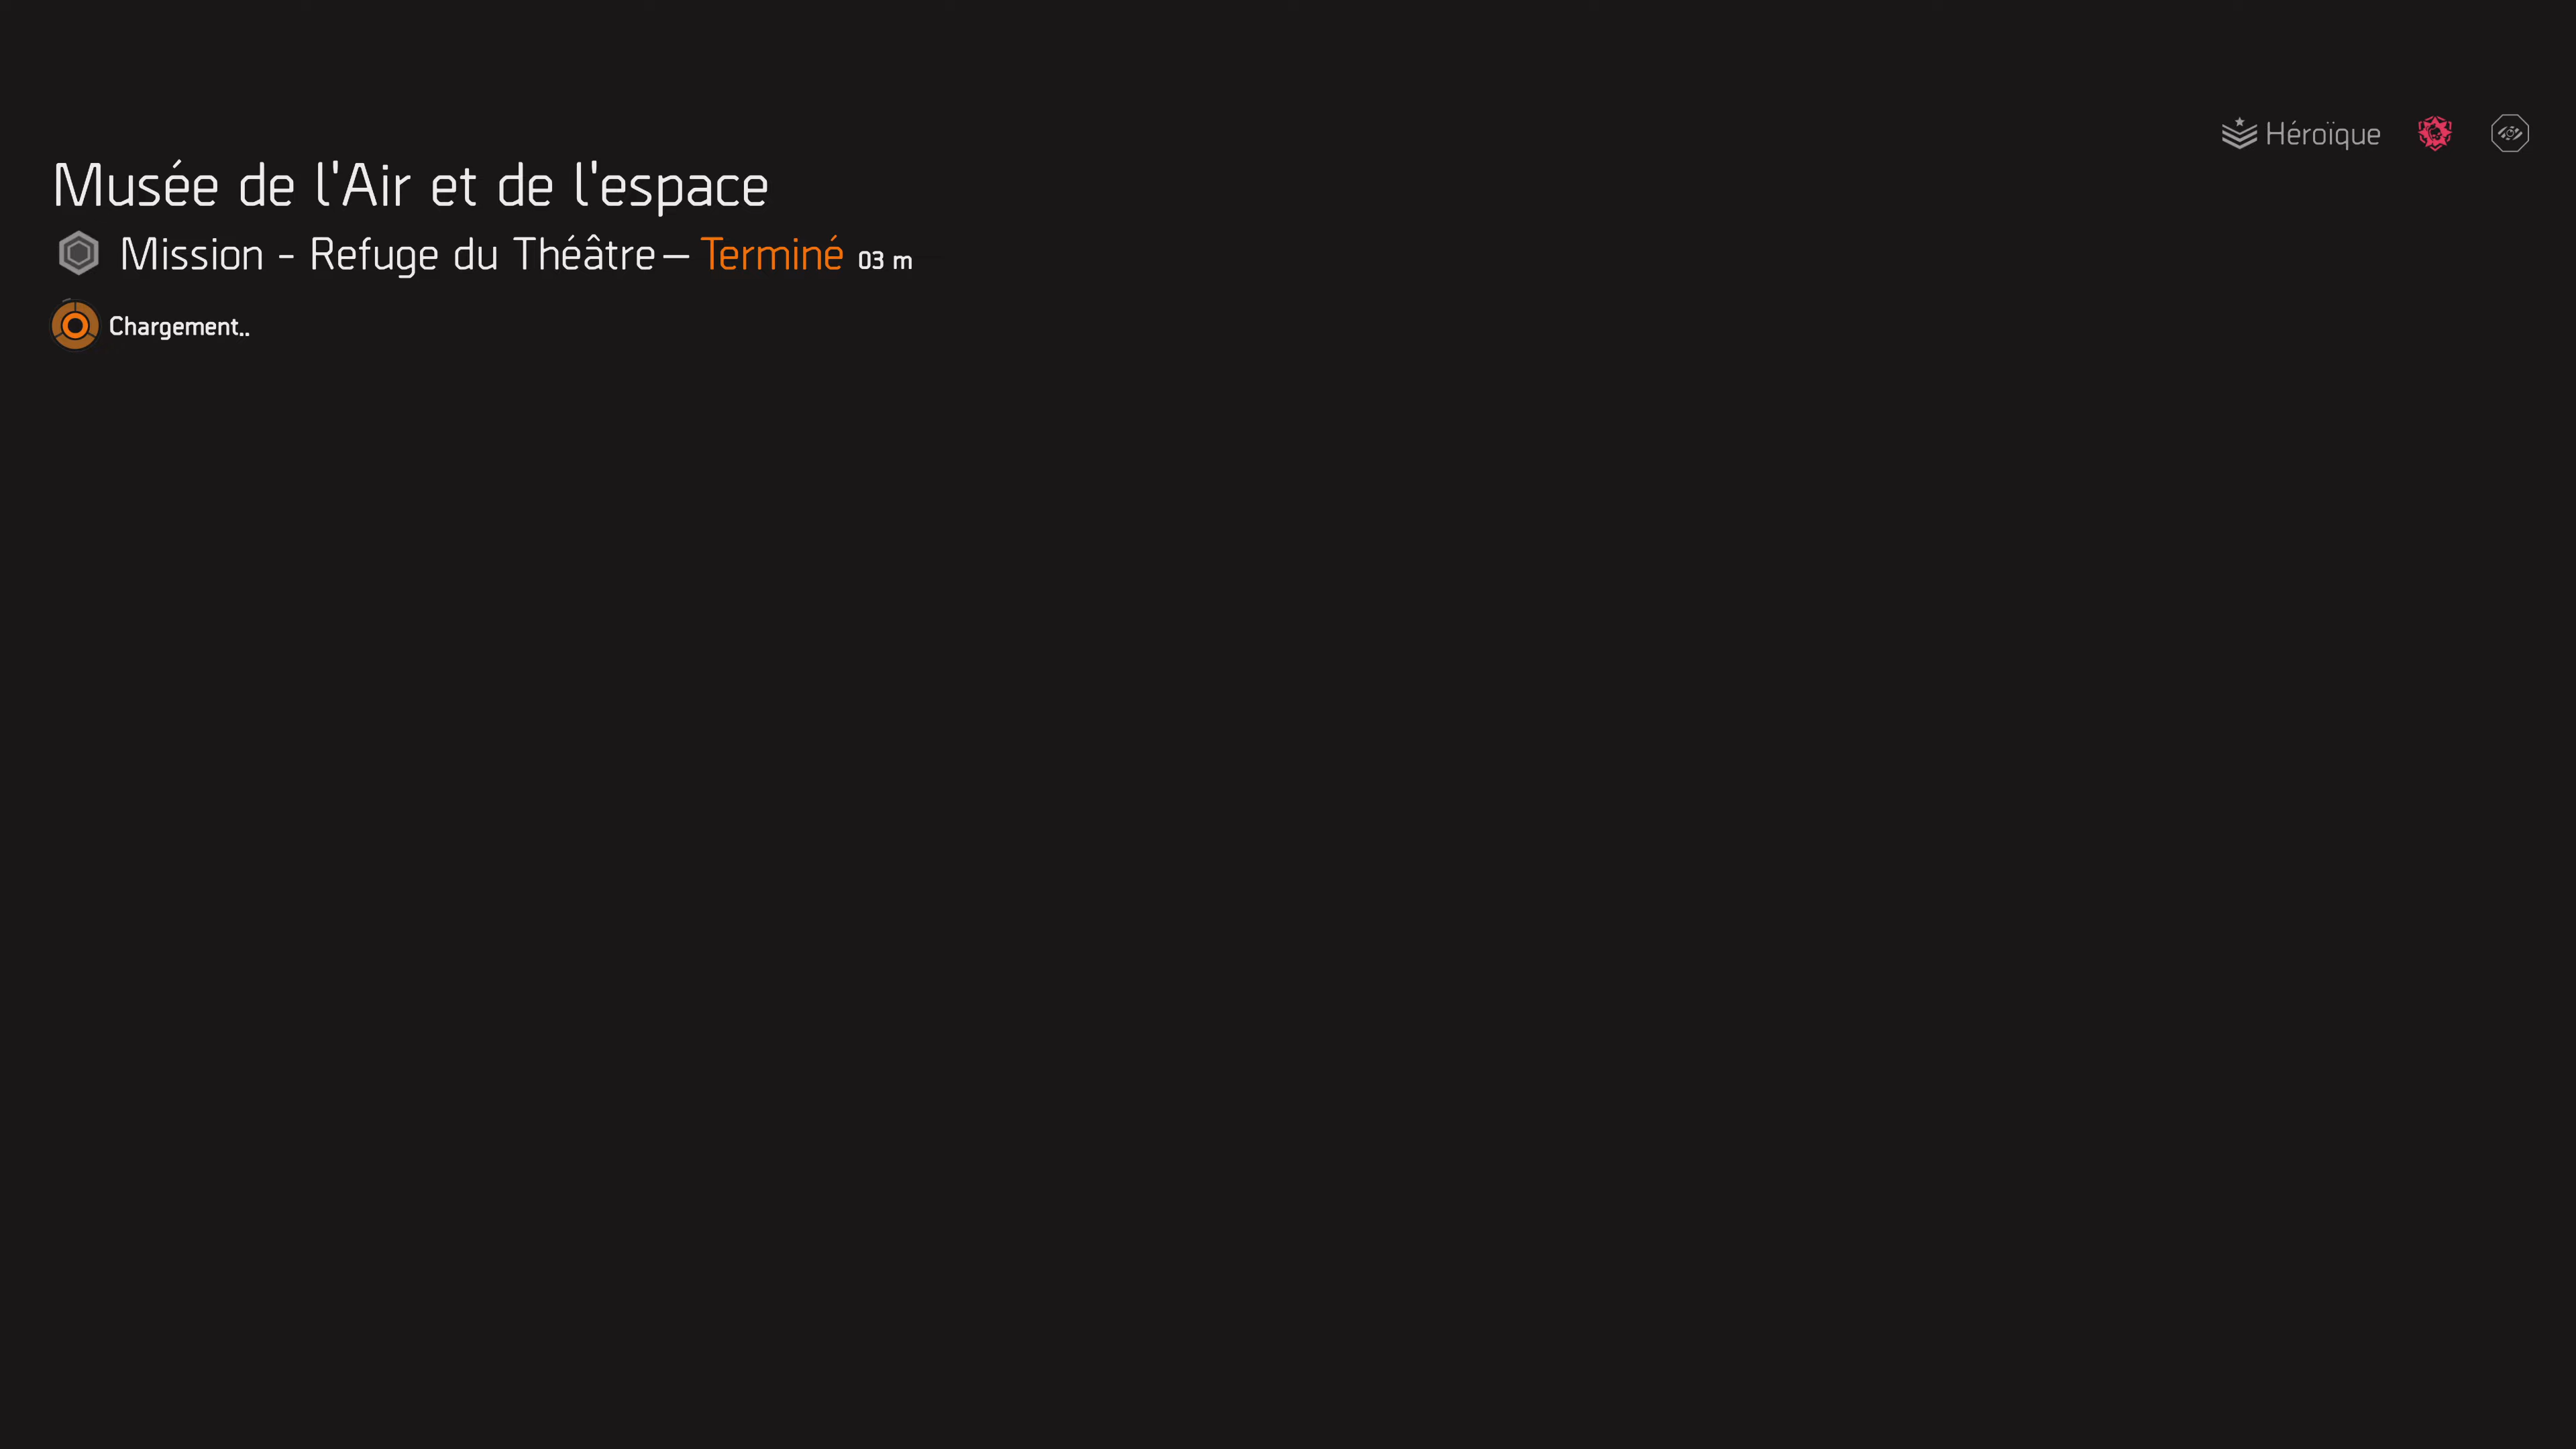 Héroïque
Musée de l'Air et de l'espace
Mission - Refuge du Théâtre — Terminé 03 m
Chargement..